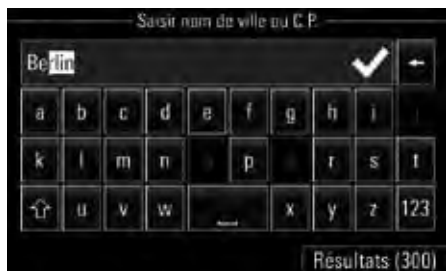 Saisir nom de ville ou C.P.
Berlin
a b c d e f g h i
k l m n p r s t
u v w x y z 123
Résultats (300)